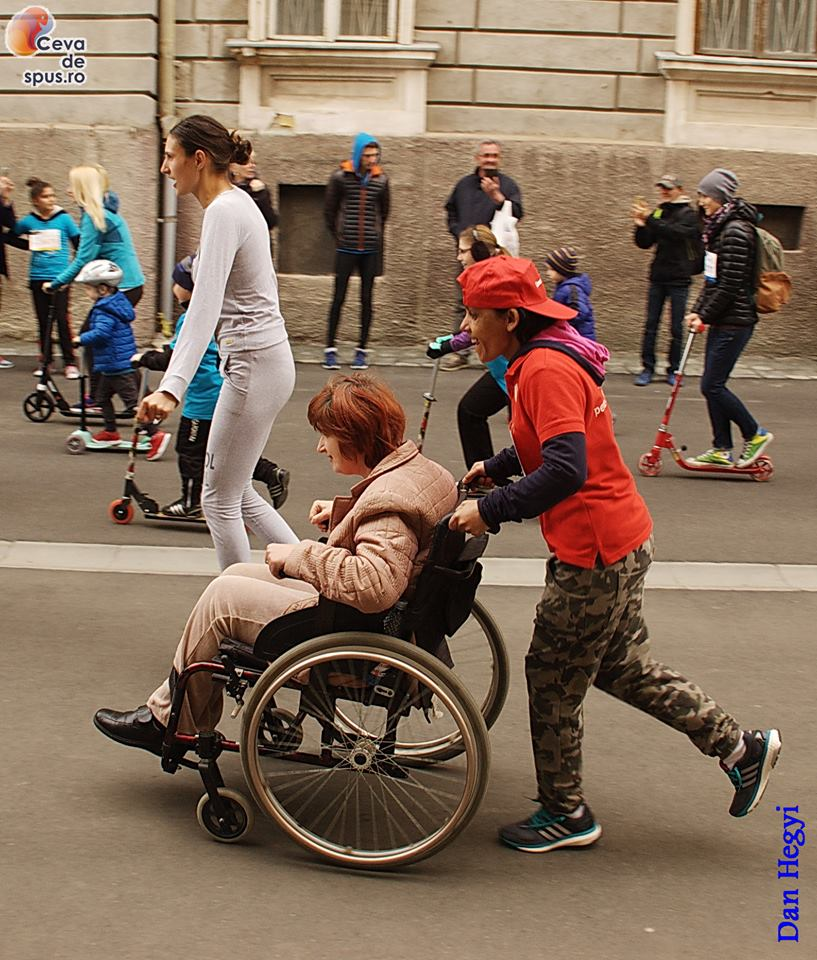 Ceva
de
spus.ro
Dan Hegyi